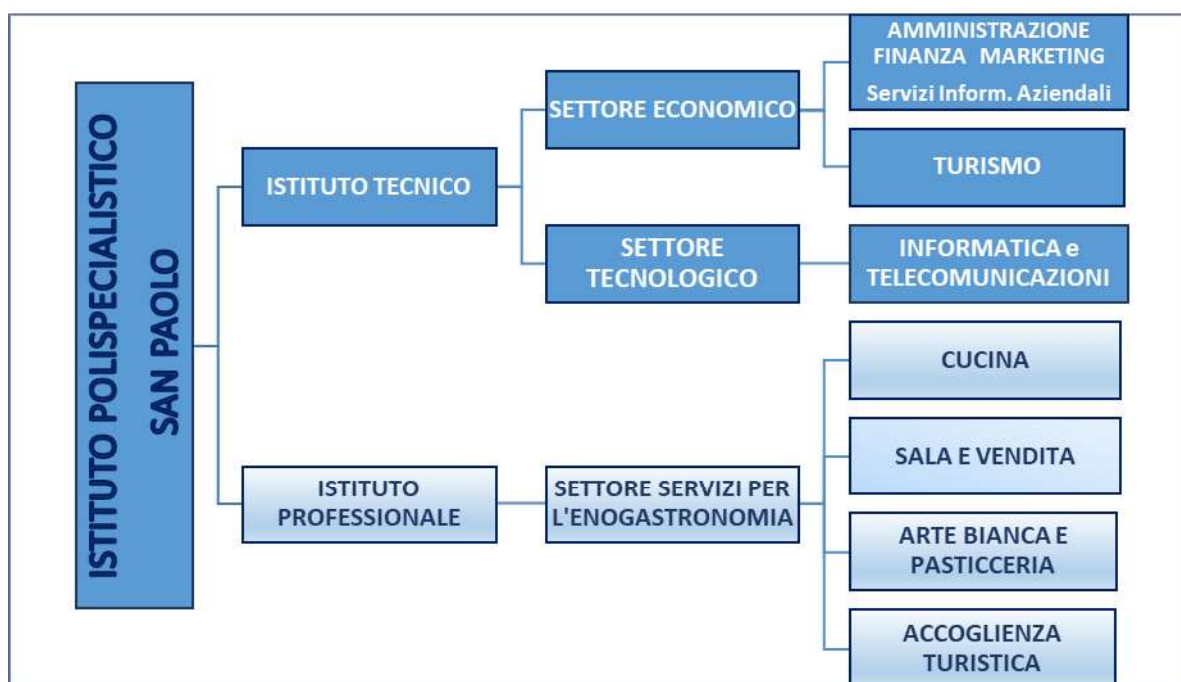 ISTITUTO POLISPECIALISTICO
SAN PAOLO
ISTITUTO TECNICO
SETTORE ECONOMICO
AMMINISTRAZIONE
FINANZA MARKETING
Servizi Inform. Aziendali
TURISMO
SETTORE
TECNOLOGICO
INFORMATICA e
TELECOMUNICAZIONI
ISTITUTO
PROFESSIONALE
SETTORE SERVIZI PER
L'ENOGASTRONOMIA
CUCINA
SALA E VENDITA
ARTE BIANCA E
PASTICCERIA
ACCOGLIENZA
TURISTICA